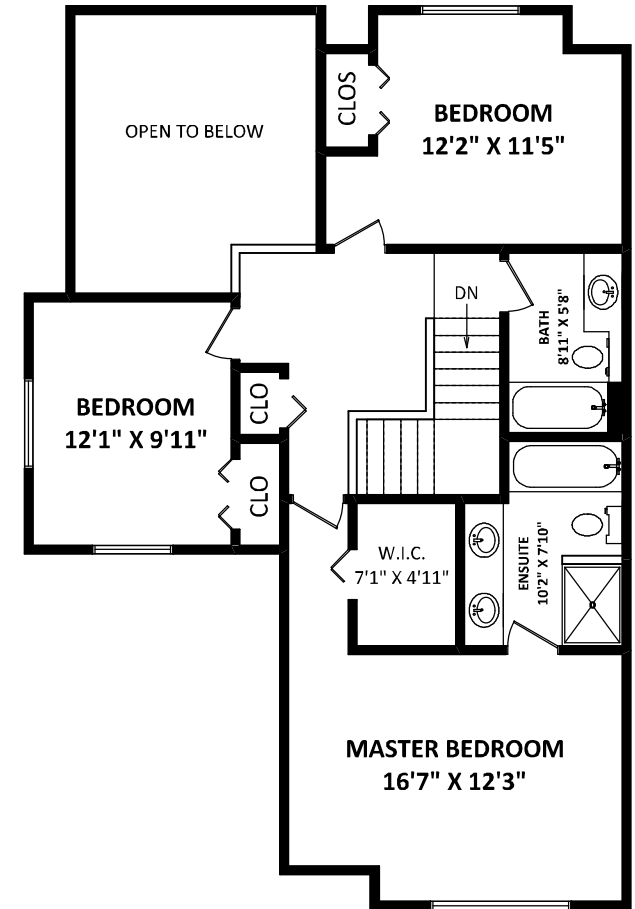 OPEN TO BELOW
CLOS
BEDROOM
12'2" X 11'5"
DN
BATH
8'11" X 5'8"
BEDROOM
12'1" X 9'11"
CLO
CLO
W.I.C.
7'1" X 4'11"
ENSUITE
10'2" X 7'10"
MASTER BEDROOM
16'7" X 12'3"